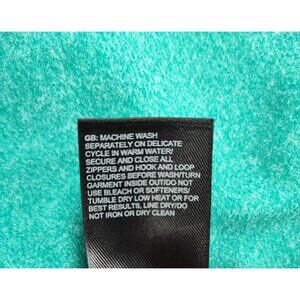 GB: MACHINE WASH
SEPARATELY ON DELICATE
CYCLE IN WARM WATER/
SECURE AND CLOSE ALL
ZIPPERS AND HOOK AND LOOP
CLOSURES BEFORE WASH/TURN
GARMENT INSIDE OUT/DO NOT
USE BLEACH OR SOFTENERS/
TUMBLE DRY LOW HEAT OR FOR
BEST RESULTS, LINE DRY/DO
NOT IRON OR DRY CLEAN